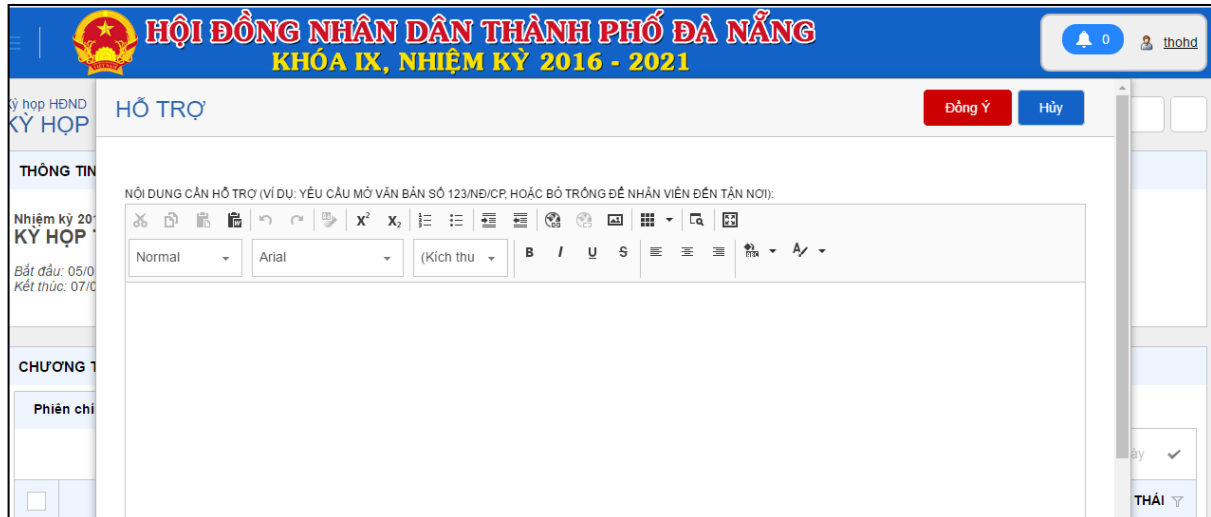 HỘI ĐỒNG NHÂN DÂN THÀNH PHỐ ĐÀ NẴNG
KHÓA IX, NHIỆM KỲ 2016 - 2021
0 thohd
họp HĐND
KỲ HỌP
HỖ TRỢ Đồng Ý Hủy
THÔNG TIN
NỘI DUNG CẦN HỖ TRỢ (VÍ DỤ: YÊU CẦU MỞ VĂN BẢN SỐ 123/NĐ/CP, HOẶC BỎ TRỐNG ĐỂ NHÂN VIÊN ĐẾN TẬN NƠI):
Nhiệm kỳ 20
KỲ HỌP
Normal Arial (Kích thu B I U S
Bắt đầu: 05/0
Kết thúc: 07/0
CHƯƠNG T
Phiên chí
THÁI